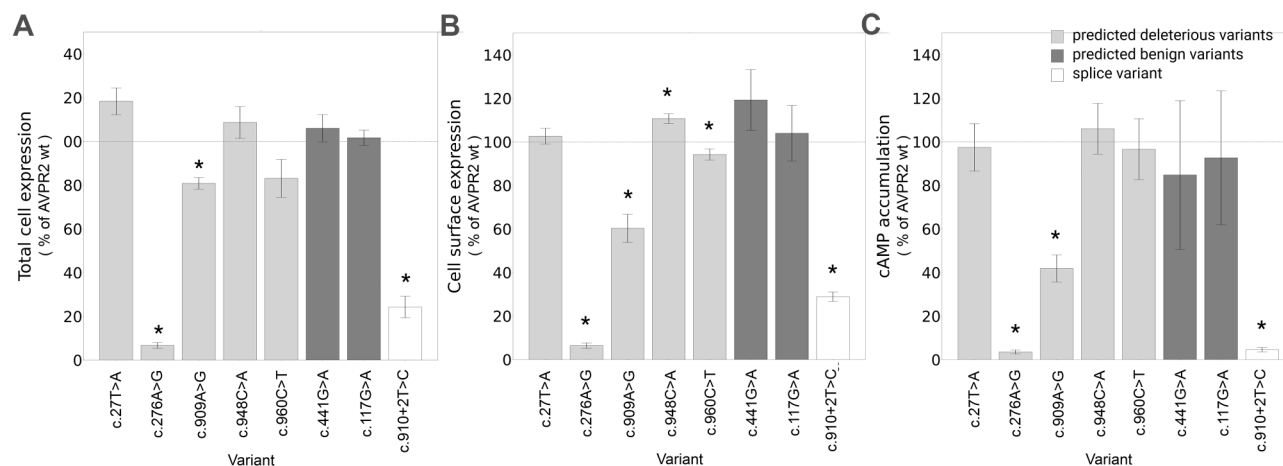 A
Total cell expression
( % of AVPR2 wt )
40
20
00
80
60
40
20
0
*
*
*
c.27T>A
c.276A>G
c.909A>G
c.948C>A
c.960C>T
c.441G>A
c.117G>A
c.910+2T>C
Variant
B
Cell surface expression
( % of AVPR2 wt )
140
120
100
80
60
40
20
0
*
*
*
*
*
c.27T>A
c.276A>G
c.909A>G
c.948C>A
c.960C>T
c.441G>A
c.117G>A
c.910+2T>C
Variant
C
predicted deleterious variants
predicted benign variants
splice variant
cAMP accumulation
( % of AVPR2 wt )
140
120
100
80
60
40
20
0
*
*
*
c.27T>A
c.276A>G
c.909A>G
c.948C>A
c.960C>T
c.441G>A
c.117G>A
c.910+2T>C
Variant